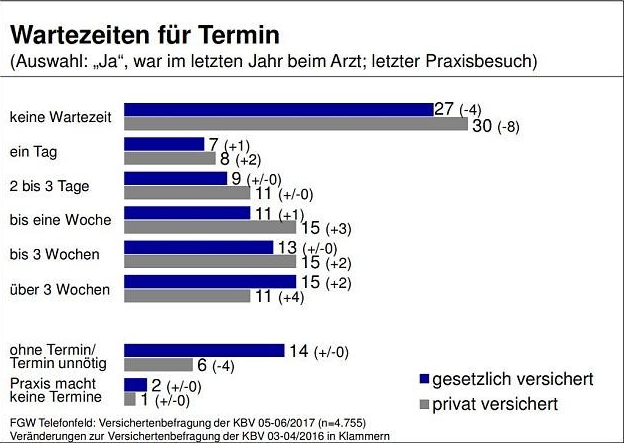 Wartezeiten für Termin
(Auswahl: „Ja“, war im letzten Jahr beim Arzt; letzter Praxisbesuch)
keine Wartezeit
27 (-4)
30 (-8)
ein Tag
7 (+1)
8 (+2)
2 bis 3 Tage
9 (+/-0)
11 (+/-0)
bis eine Woche
11 (+1)
15 (+3)
bis 3 Wochen
13 (+/-0)
15 (+2)
über 3 Wochen
15 (+2)
11 (+4)
ohne Termin/
Termin unnötig
14 (+/-0)
6 (-4)
Praxis macht
keine Termine
2 (+/-0)
1 (+/-0)
gesetzlich versichert
privat versichert
FGW Telefonfeld: Versichertenbefragung der KBV 05-06/2017 (n=4.755)
Veränderungen zur Versichertenbefragung der KBV 03-04/2016 in Klammern